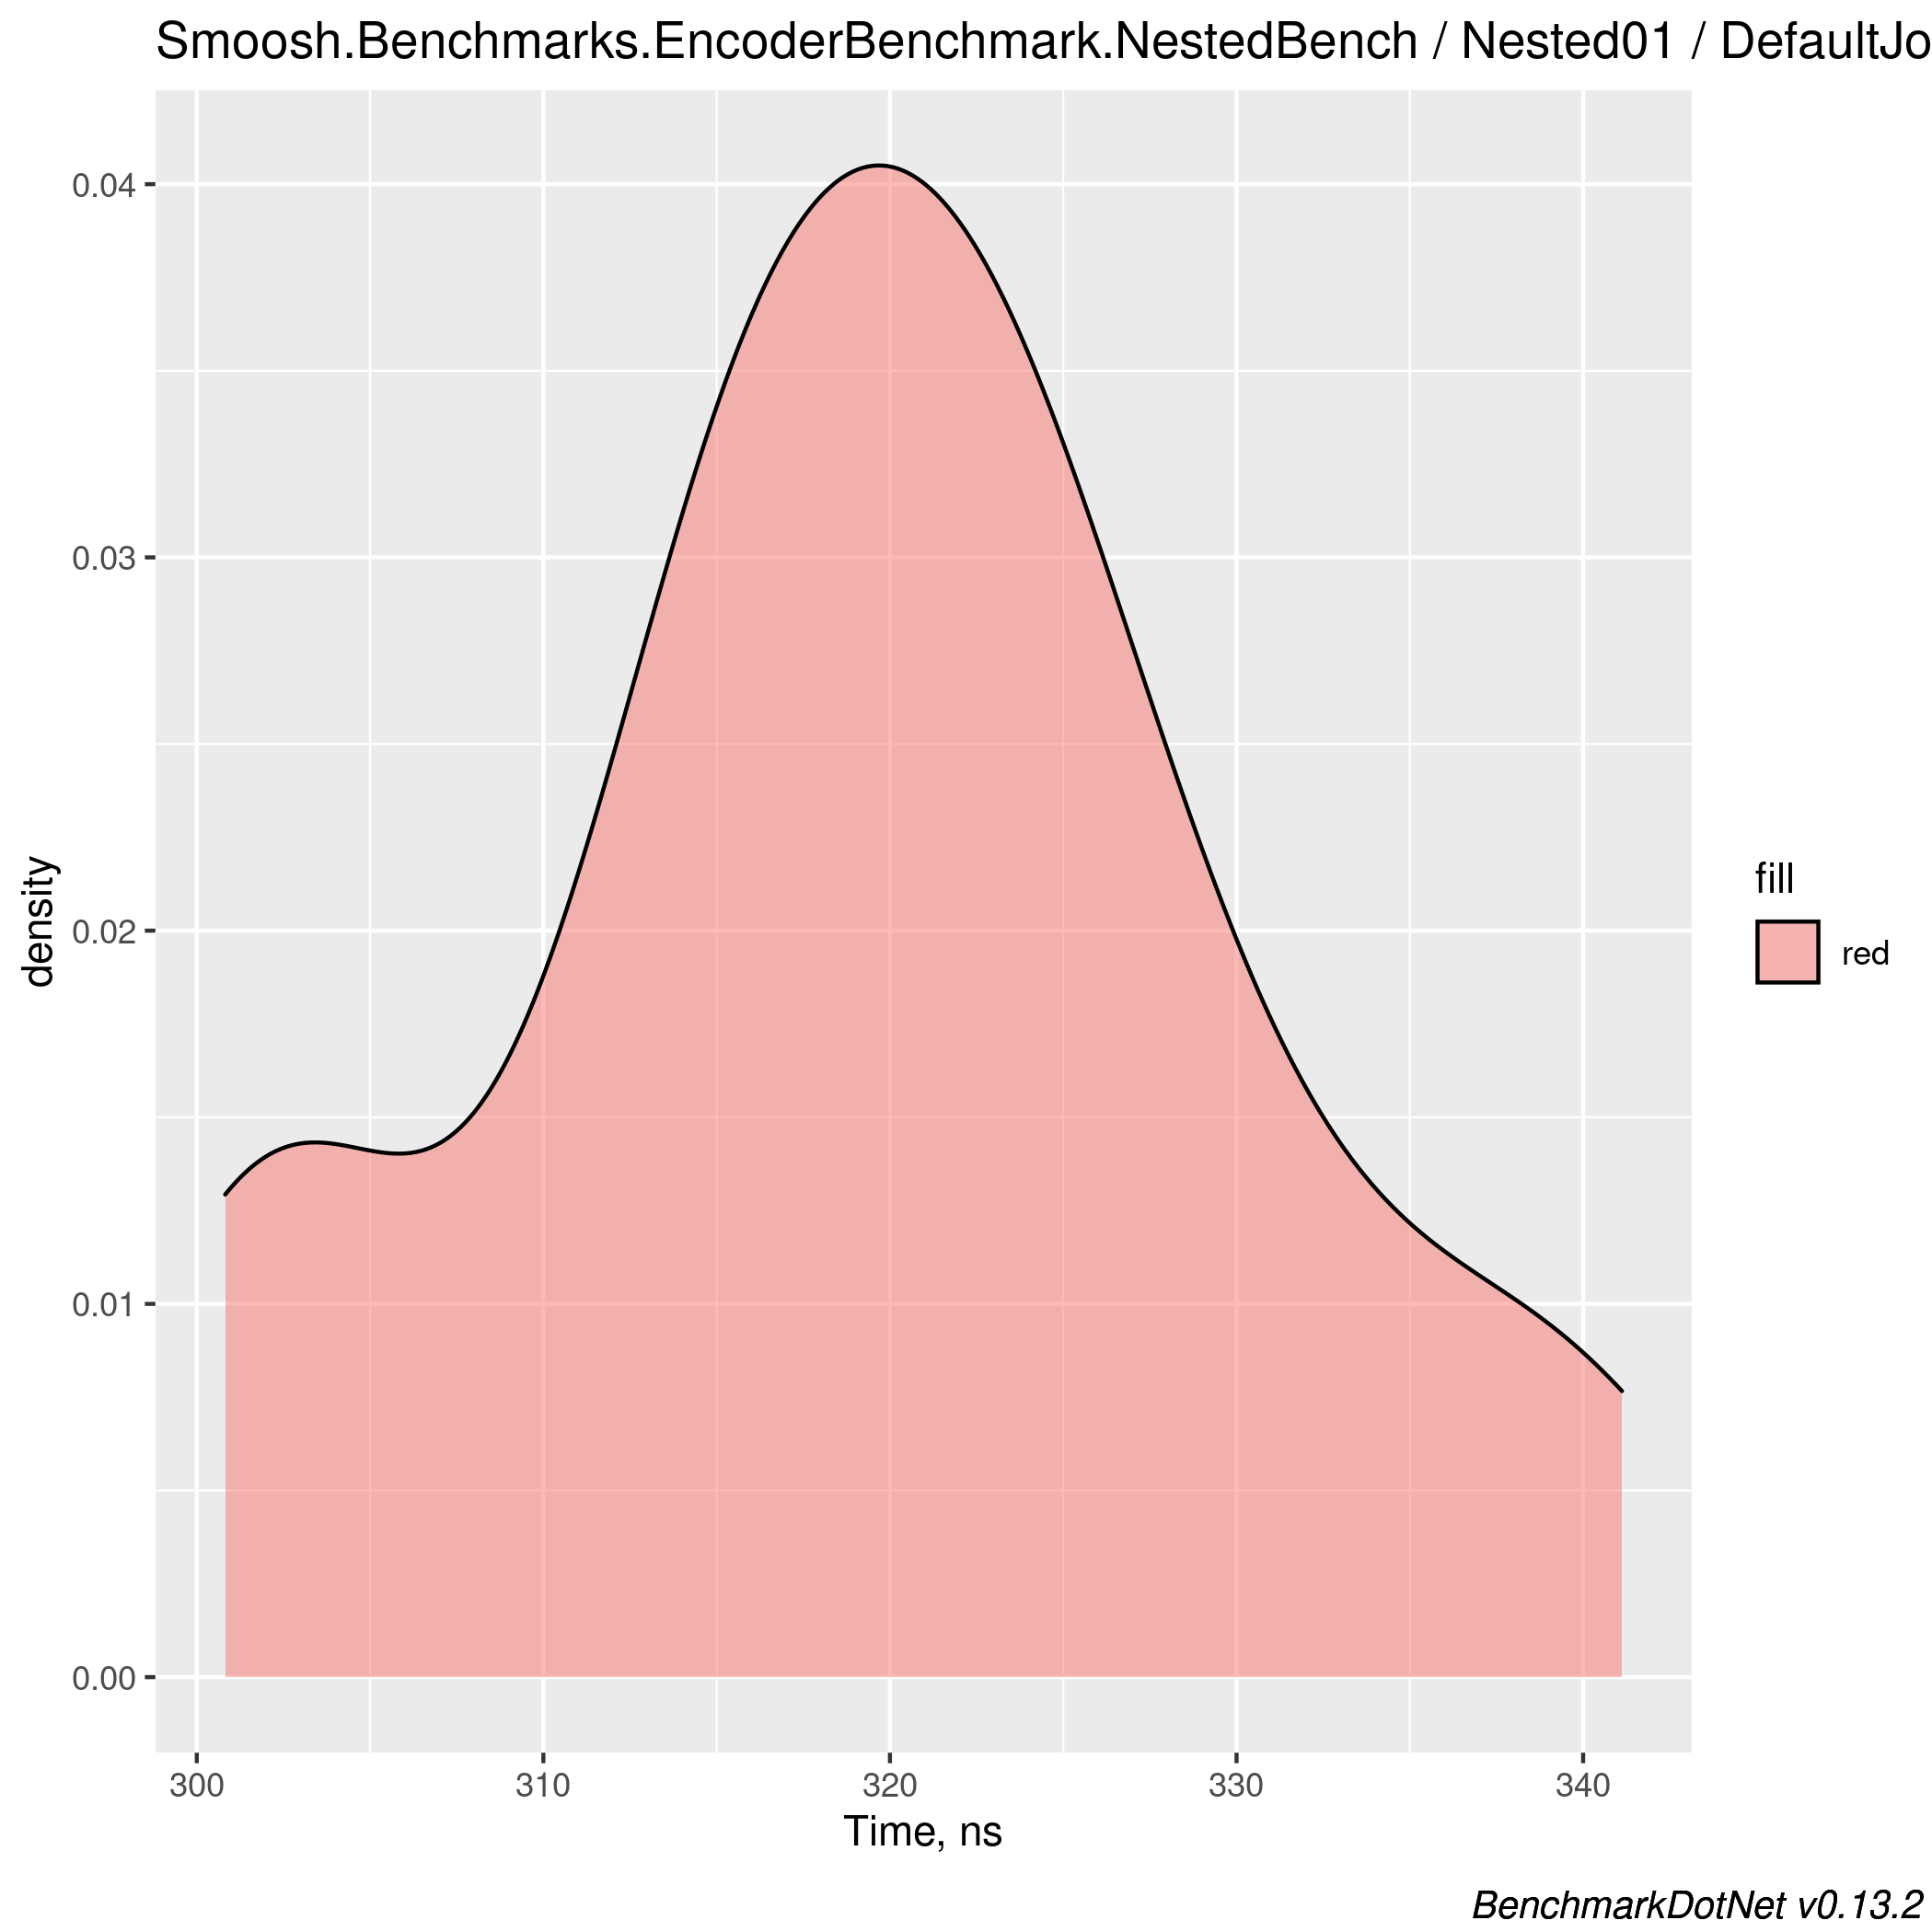 Smoosh.Benchmarks.EncoderBenchmark.NestedBench / Nested01 / DefaultJo
0.04
0.03
0.02
0.01
0.00
density
300 310 320 330 340
Time, ns
fill
red
BenchmarkDotNet v0.13.2